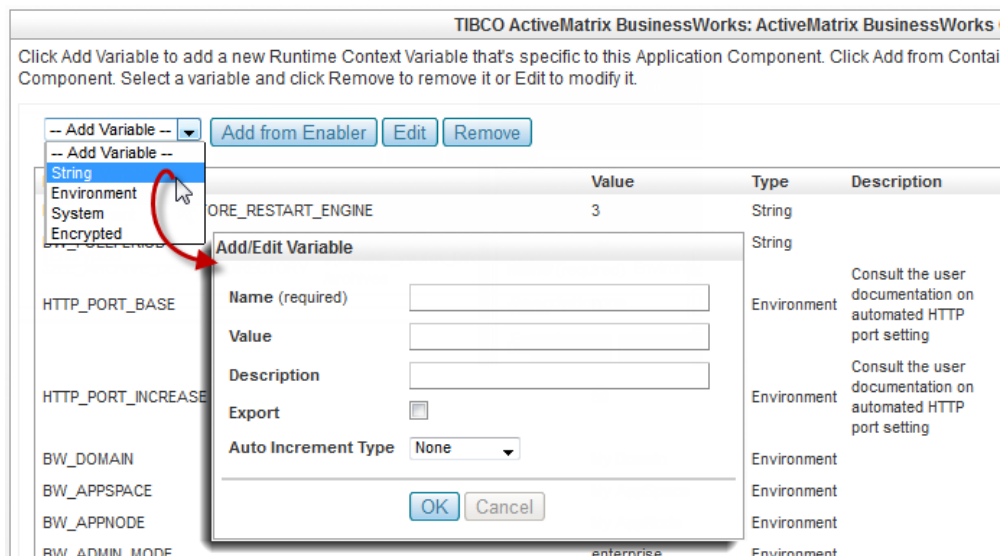 TIBCO ActiveMatrix BusinessWorks: ActiveMatrix BusinessWorks
Click Add Variable to add a new Runtime Context Variable that's specific to this Application Component. Click Add from Contai
Component. Select a variable and click Remove to remove it or Edit to modify it.
-- Add Variable -- Add from Enabler Edit Remove
-- Add Variable --
String
Environment
System
Encrypted
Value Type Description
ORE_RESTART_ENGINE 3 String
String
Add/Edit Variable
Name (required)
Value
Description
Export
Auto Increment Type None
OK Cancel
HTTP_PORT_BASE Environment
Consult the user
documentation on
automated HTTP
port setting
HTTP_PORT_INCREASE Environment
Consult the user
documentation on
automated HTTP
port setting
BW_DOMAIN Environment
BW_APPSPACE Environment
BW_APPNODE Environment
BW_ADMIN_MODE enterprise Environment